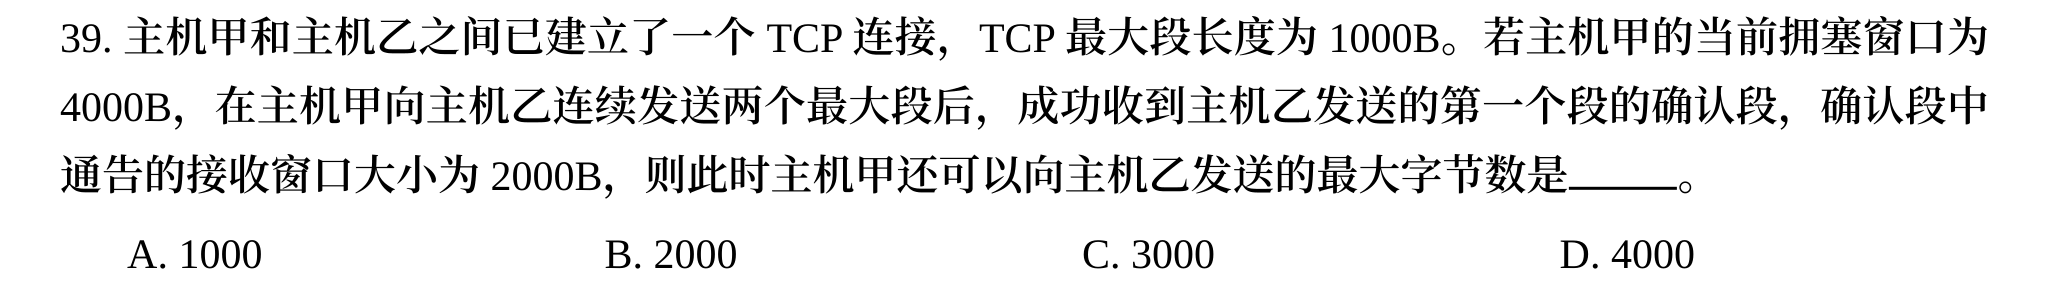 39. 主机甲和主机乙之间已建立了一个 TCP 连接，TCP 最大段长度为 1000B。若主机甲的当前拥塞窗口为
4000B，在主机甲向主机乙连续发送两个最大段后，成功收到主机乙发送的第一个段的确认段，确认段中
通告的接收窗口大小为 2000B，则此时主机甲还可以向主机乙发送的最大字节数是_____。
A. 1000 B. 2000 C. 3000 D. 4000